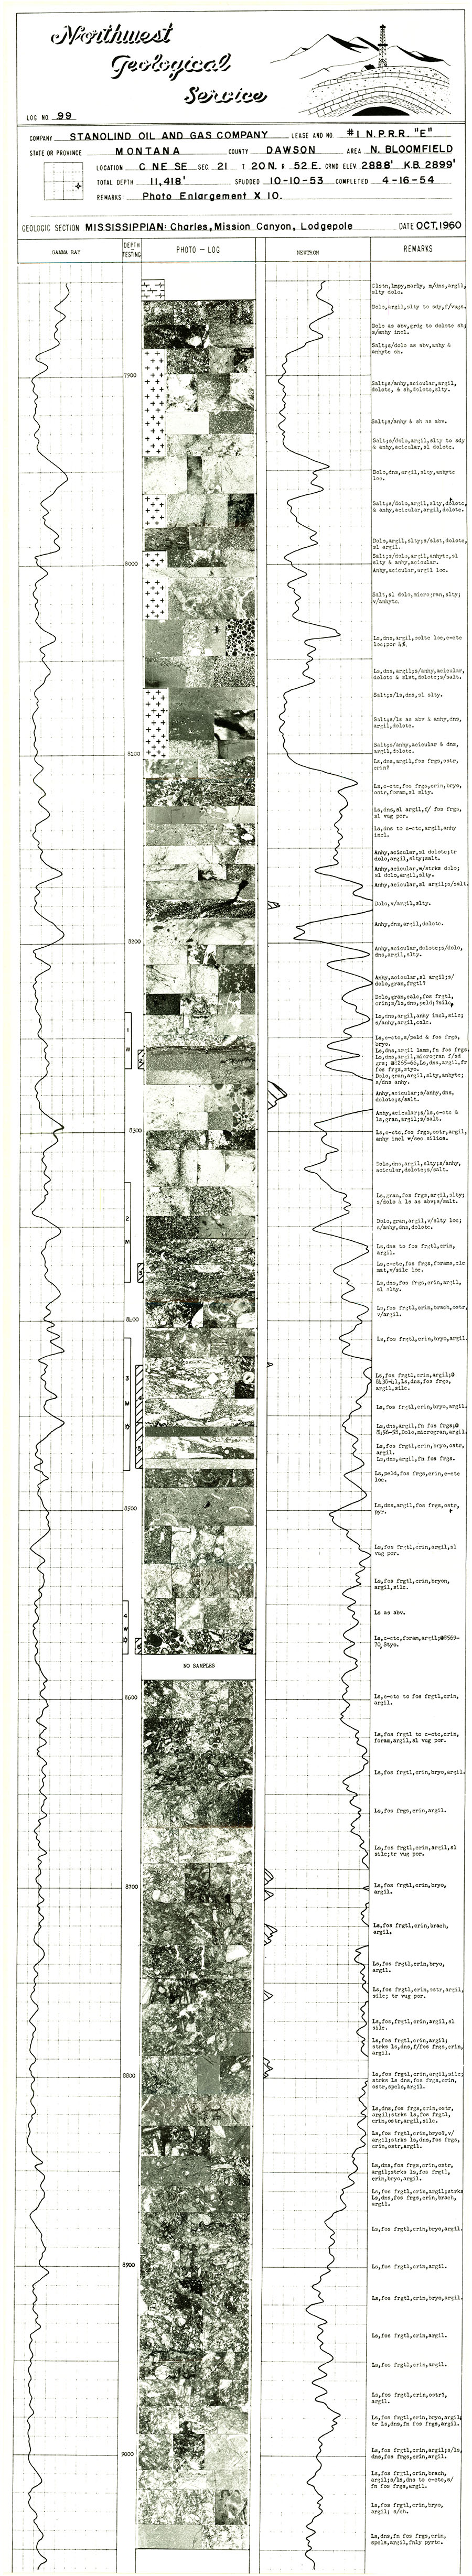 Northwest
Geological
Service
LOG NO. 99
COMPANY STANOLIND OIL AND GAS COMPANY LEASE AND NO. #1 N.P.R.R. "E"
STATE OR PROVINCE MONTANA COUNTY DAWSON AREA N. BLOOMFIELD
LOCATION C NE SE SEC. 21 T 20N. R. 52 E. GRND ELEV 2888' K.B. 2899'
TOTAL DEPTH 11,418' SPUDDED 10-10-53 COMPLETED 4-16-54
REMARKS: Photo Enlargement X 10.
GEOLOGIC SECTION MISSISSIPPIAN: Charles, Mission Canyon, Lodgepole DATE OCT, 1960
GAMMA RAY
DEPTH
TESTING
PHOTO - LOG
NEUTRON
REMARKS
Dolo,argil,slty to sdy,f/vugs.
Dolo as abv,grdg to dolotc sh;
s/anhy incl.
Salt;s/dolo as abv,anhy &
anhytc sh.
7900
Salt;s/anhy,acicular,argil,
dolotc, & sh,dolotc,slty.
Salt;s/anhy & sh as abv.
Salt;s/dolo,argil,slty to sdy
& anhy,acicular,sl dolotc.
Dolo,dns,argil,slty,anhytc
loc.
Salt;s/dolo,argil,slty,dolotc,
& anhy,acicular,argil,dolotc.
Dolo,argil,slty;s/slst,dolotc,
sl argil.
8000
Salt;s/dolo,argil,anhytc,sl
slty & anhy,acicular.
Anhy,acicular,argil loc.
Salt,sl dolo,microgran,slty;
v/anhytc.
Ls,dns,argil,ooltc loc,c-ctc
loc;por 4%.
Ls,dns,argil;s/anhy,acicular,
dolotc & slst,dolotc;s/salt.
Salt;s/ls,dns,sl slty.
Salt;s/ls as abv & anhy,dns,
argil,dolotc.
Salt;s/anhy,acicular & dns,
argil,dolotc.
8100
Ls,dns,argil,fos frgs,ostr,
crin?
Ls,c-ctc,fos frgs,crin,bryo,
ostr,foram,sl slty.
Ls,dns,sl argil,f/ fos frgs,
sl vug por.
Ls,dns to c-ctc,argil,anhy
incl.
Anhy,acicular,sl dolotc;tr
dolo,argil,slty;salt.
Anhy,acicular,w/strks dolo;
sl dolo,argil,slty.
Anhy,acicular,sl argil;s/salt.
Dolo,v/argil,slty.
Anhy,dns,argil,dolotc.
8200
Anhy,acicular,dolotc;s/dolo,
dns,argil,slty.
Anhy,acicular,sl argil;s/
dolo,gran,frgtl?
Dolo,gran,calc,fos frgtl,
crin;s/ls,dns,peld;?silc.
Ls,dns,argil,anhy incl,silc;
s/anhy,argil,calc.
1
W
Ls,c-ctc,s/peld & fos frgs,
bryo.
Ls,dns,argil lams,fn fos frgs.
Ls,dns,argil,microgran f/sd
grs; @8265-66,Ls,dns,argil,fr
fos frgs,styo.
Dolo,gran,argil,slty,anhytc;
s/dns anhy.
Anhy,acicular;s/anhy,dns,
dolotc;s/salt.
Anhy,acicular;s/ls,c-ctc &
ls,gran,argil;s/salt.
8300
Ls,c-ctc,fos frgs,ostr,argil,
anhy incl w/sec silica.
Dolo,dns,argil,slty;s/anhy,
acicular,dolotc;s/salt.
Ls,gran,fos frgs,argil,slty;
s/dolo & ls as abv;s/salt.
2
M
Dolo,gran,argil,v/slty loc;
s/anhy,dns,dolotc.
Ls,dns to fos frgtl,crin,
argil.
Ls,c-ctc,fos frgs,forams,clc
mat,v/silc loc.
Ls,dns,fos frgs,crin,argil,
sl slty.
Ls,fos frgtl,crin,brach,ostr,
v/argil.
8400
Ls,fos frgtl,crin,bryo,argil.
3
M
Ls,fos frgtl,crin,argil;@
8436-41,Ls,dns,fos frgs,
argil,silc.
Ls,fos frgtl,crin,bryo,argil.
Ls,dns,argil,fn fos frgs;@
8456-58,Dolo,microgran,argil.
Ls,fos frgtl,crin,bryo,ostr,
argil.
Ls,dns,argil,fn fos frgs.
Ls,peld,fos frgs,crin,c-ctc
loc.
8500
Ls,dns,argil,fos frgs,ostr,
pyr.
Ls,fos frgtl,crin,argil,sl
vug por.
Ls,fos frgtl,crin,bryon,
argil,silc.
Ls as abv.
4
W
Ls,c-ctc,foram,argil;@8569-
70,Styo.
NO SAMPLES
8600
Ls,c-ctc to fos frgtl,crin,
argil.
Ls,fos frgtl to c-ctc,crin,
foram,argil,sl vug por.
Ls,fos frgtl,crin,bryo,argil.
Ls,fos frgs,crin,argil.
Ls,fos frgtl,crin,argil,sl
silc;tr vug por.
8700
Ls,fos frgtl,crin,bryo,
argil.
Ls,fos frgtl,crin,brach,
argil.
Ls,fos frgtl,crin,bryo,
argil.
Ls,fos frgtl,crin,ostr,argil,
silc; tr vug por.
Ls,fos,frgtl,crin,argil,sl
silc.
Ls,fos frgtl,crin,argil;
strks ls,dns,f/fos frgs,crin,
argil.
8800
Ls,fos frgtl,crin,argil,silc;
strks Ls dns,fos frgs,crin,
ostr,spcls,argil.
Ls,dns,fos frgs,crin,ostr,
argil;strks Ls,fos frgtl,
crin,ostr,argil,silc.
Ls,fos frgtl,crin,bryo?,v/
argil;strks ls,dns,fos frgs,
crin,ostr,argil.
Ls,dns,fos frgs,crin,ostr,
argil;strks ls,fos frgtl,
crin,bryo,argil.
Ls,fos frgtl,crin,argil;strks
Ls,dns,fos frgs,crin,brach,
argil.
Ls,fos frgtl,crin,bryo,argil.
8900
Ls,fos frgtl,crin,argil.
Ls,fos frgtl,crin,bryo,argil.
Ls,fos frgtl,crin,argil.
Ls,fos frgtl,crin,argil.
Ls,fos frgtl,crin,ostr?,
argil.
Ls,fos frgtl,crin,bryo,argil;
tr Ls,dns,fn fos frgs,argil.
9000
Ls,fos frgtl,crin,argil;s/ls,
dns,fos frgs,crin,argil.
Ls,fos frgtl,crin,brach,
argil;s/ls,dns to c-ctc,s/
fn fos frgs,argil.
Ls,fos frgtl,crin,bryo,
argil; s/ch.
Ls,dns,fn fos frgs,crin,
spcls,argil,fnly pyrtc.